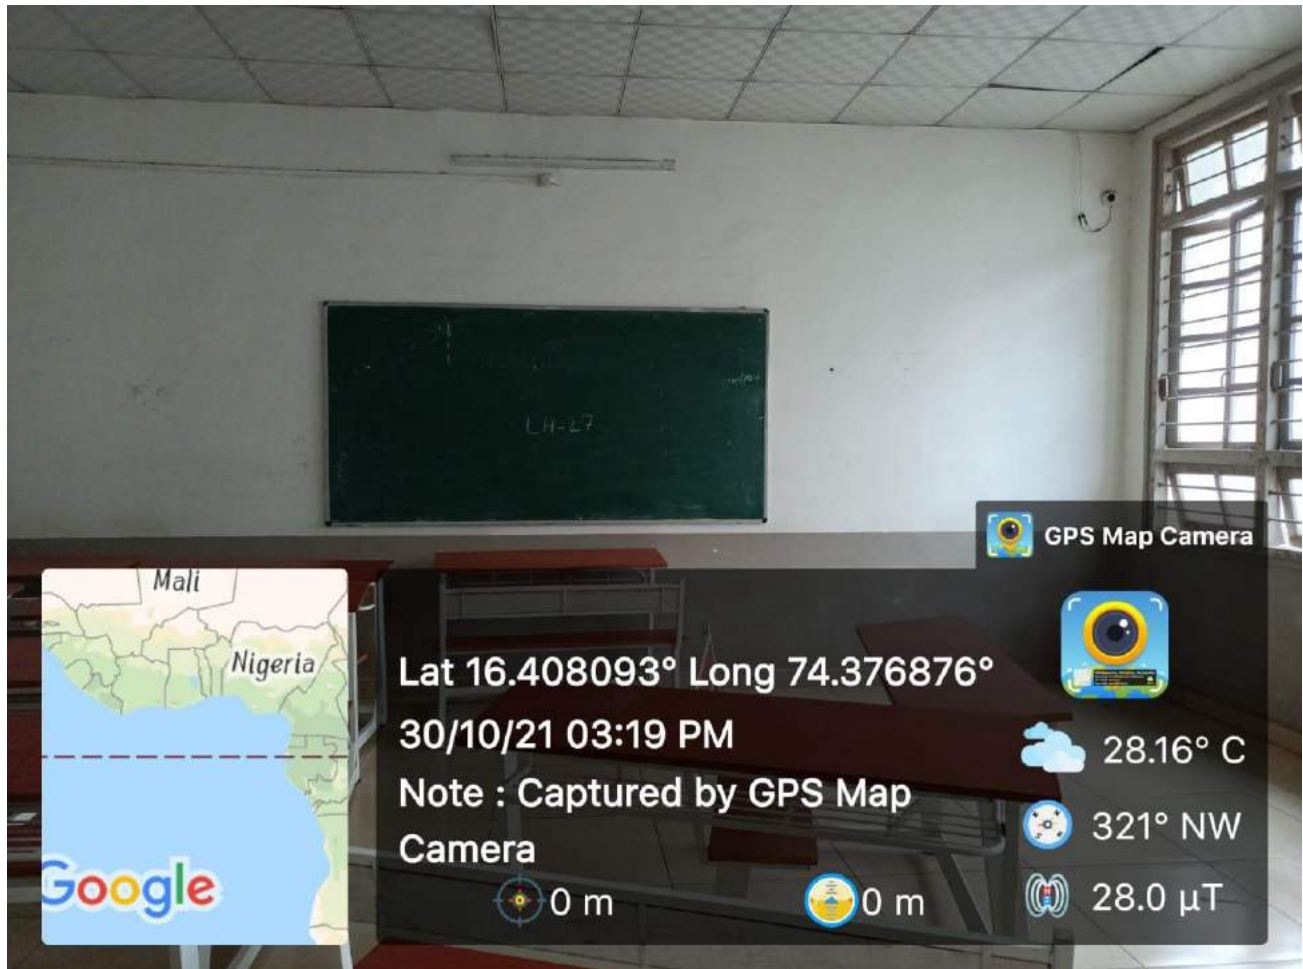 LH-27
GPS Map Camera
Mali
Nigeria
Google
Lat 16.408093° Long 74.376876°
30/10/21 03:19 PM
Note : Captured by GPS Map
Camera
0 m
0 m
28.16° C
321° NW
28.0 µT